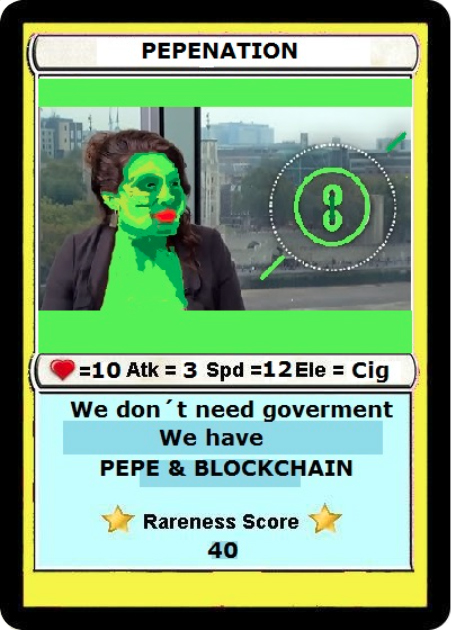 PEPENATION
=10 Atk = 3 Spd =12 Ele = Cig
We don´t need goverment
We have
PEPE & BLOCKCHAIN
Rareness Score
40